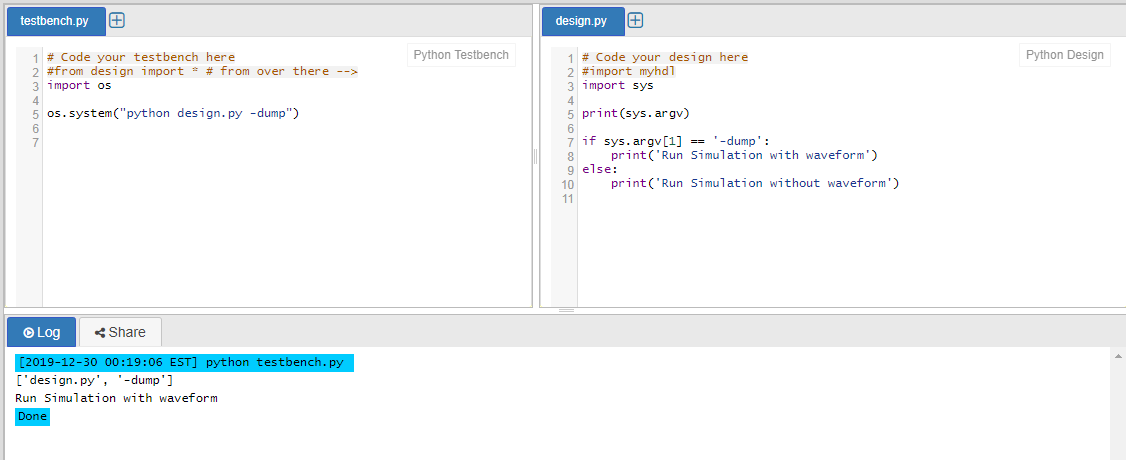 testbench.py
Python Testbench
1 # Code your testbench here
2 #from design import * # from over there -->
3 import os
4
5 os.system("python design.py -dump")
6
7
design.py
Python Design
1 # Code your design here
2 #import myhdl
3 import sys
4
5 print(sys.argv)
6
7 if sys.argv[1] == '-dump':
8     print('Run Simulation with waveform')
9 else:
10     print('Run Simulation without waveform')
11
Log Share
[2019-12-30 00:19:06 EST] python testbench.py
['design.py', '-dump']
Run Simulation with waveform
Done